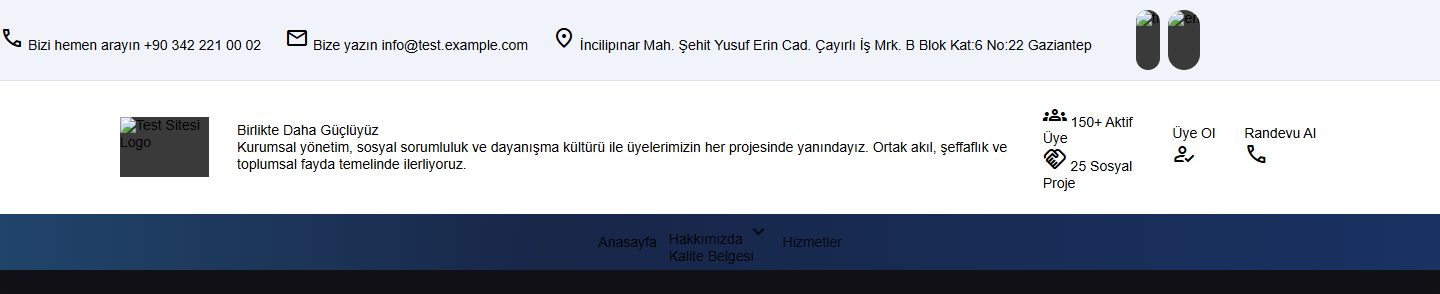 Bizi hemen arayın +90 342 221 00 02
Bize yazın info@test.example.com
İncilipınar Mah. Şehit Yusuf Erin Cad. Çayırlı İş Mrk. B Blok Kat:6 No:22 Gaziantep
Test Sitesi
Logo
Birlikte Daha Güçlüyüz
Kurumsal yönetim, sosyal sorumluluk ve dayanışma kültürü ile üyelerimizin her projesinde yanındayız. Ortak akıl, şeffaflık ve
toplumsal fayda temelinde ilerliyoruz.
150+ Aktif
Üye
25 Sosyal
Proje
Üye Ol
Randevu Al
Anasayfa
Hakkımızda
Kalite Belgesi
Hizmetler